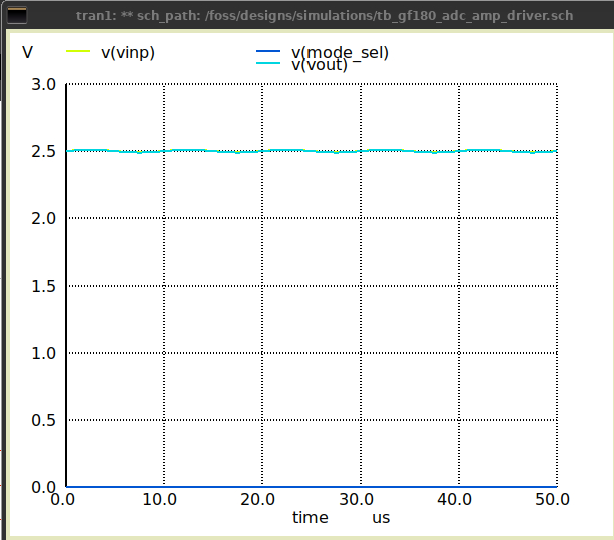 tran1: ** sch_path: /foss/designs/simulations/tb_gf180_adc_amp_driver.sch
V v(vinp) v(mode_sel)
v(vout)
3.0
2.5
2.0
1.5
1.0
0.5
0.0
0.0 10.0 20.0 30.0 40.0 50.0
time us